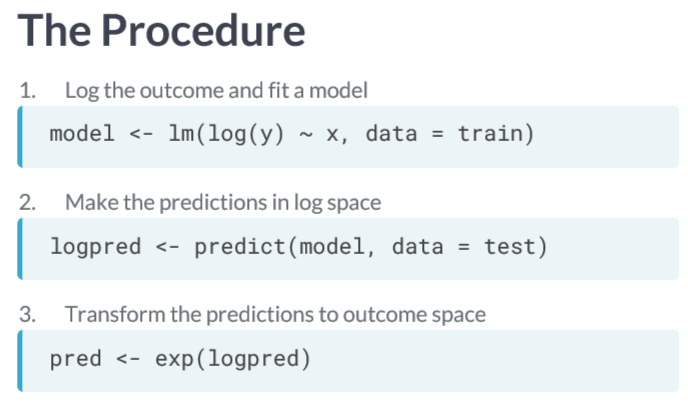 The Procedure
1. Log the outcome and fit a model
model <- lm(log(y) ~ x, data = train)
2. Make the predictions in log space
logpred <- predict(model, data = test)
3. Transform the predictions to outcome space
pred <- exp(logpred)